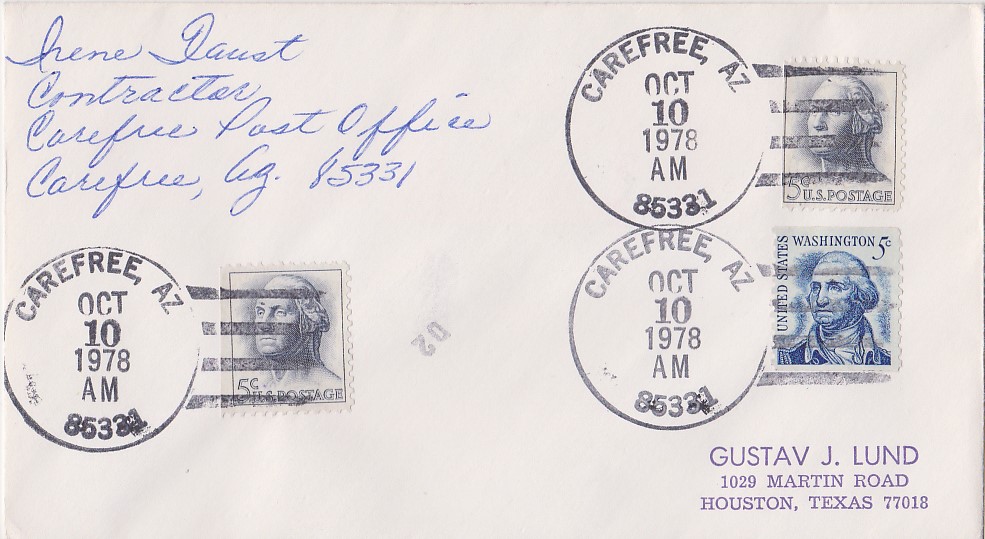 Irene Faust
Contractor
Carefree Post Office
Carefree, Az. 85331
CAREFREE, AZ
OCT
10
1978
AM
85331
5c
U.S. POSTAGE
CAREFREE, AZ
OCT
10
1978
AM
85331
UNITED STATES
WASHINGTON 5c
CAREFREE, AZ
OCT
10
1978
AM
85331
5c
U.S. POSTAGE
02
GUSTAV J. LUND
1029 MARTIN ROAD
HOUSTON, TEXAS 77018